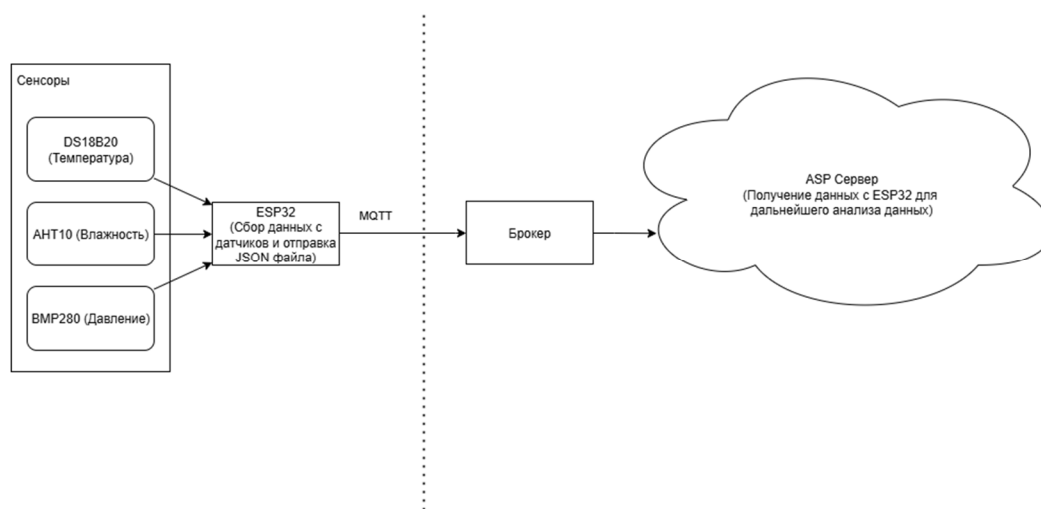 Сенсоры
DS18B20
(Температура)
AHT10 (Влажность)
BMP280 (Давление)
ESP32
(Сбор данных с
датчиков и отправка
JSON файла)
MQTT
Брокер
ASP Сервер
(Получение данных с ESP32 для
дальнейшего анализа данных)